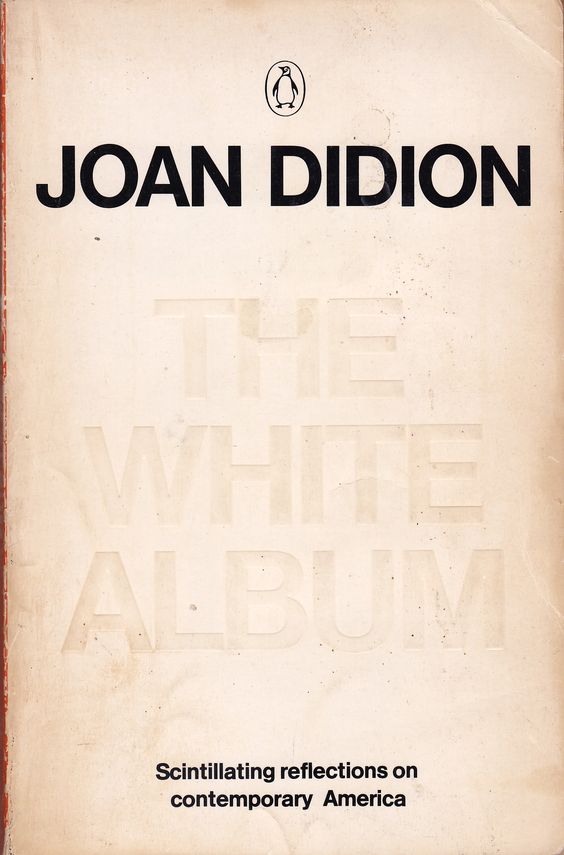 JOAN DIDION
THE
WHITE
ALBUM
Scintillating reflections on
contemporary America